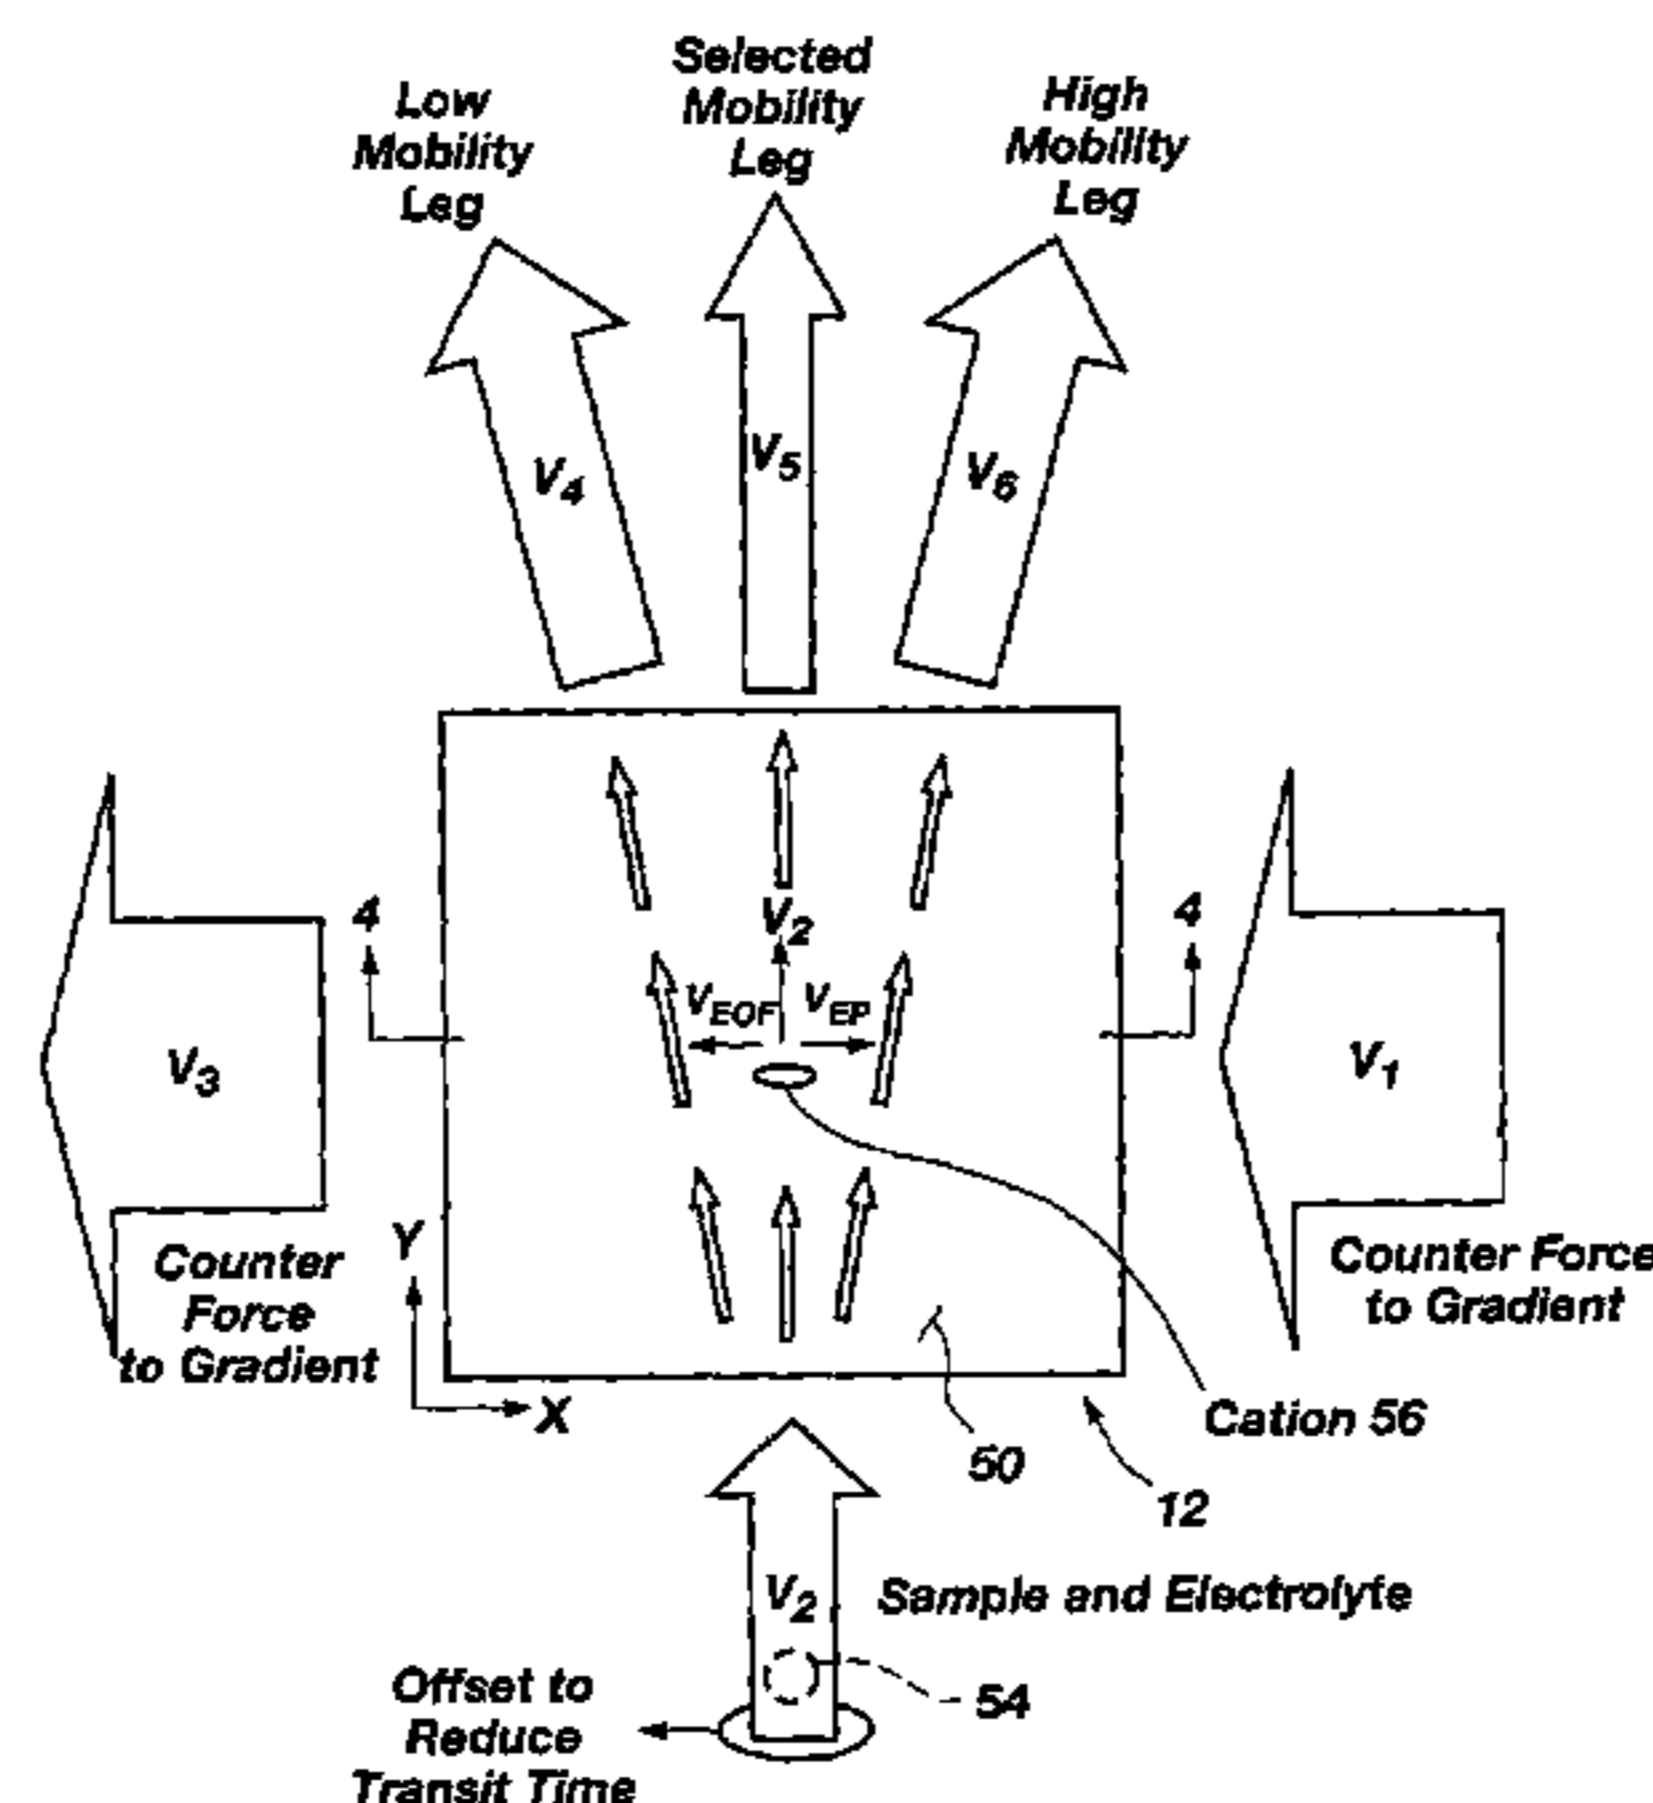 Low
Mobility
Leg
Selected
Mobility
Leg
High
Mobility
Leg
V4
V5
V6
V2
VEOF
VEP
4
4
V3
V1
Counter
Force
to Gradient
Y
X
Counter Force
to Gradient
Cation 56
50
12
V2
Sample and Electrolyte
54
Offset to
Reduce
Transit Time